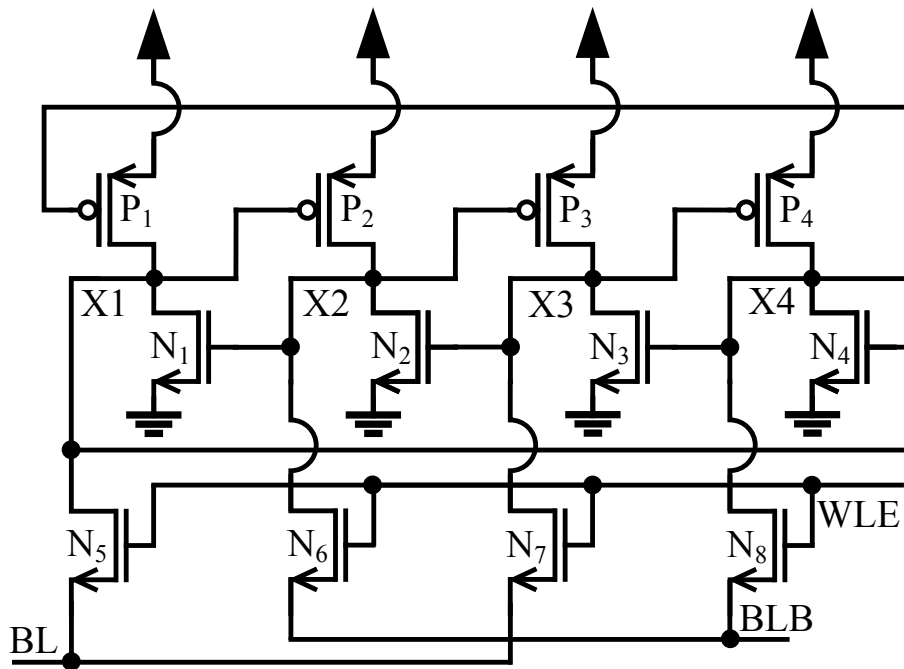 P1 P2 P3 P4
X1 X2 X3 X4
N1 N2 N3 N4
WLE
N5 N6 N7 N8
BL BLB